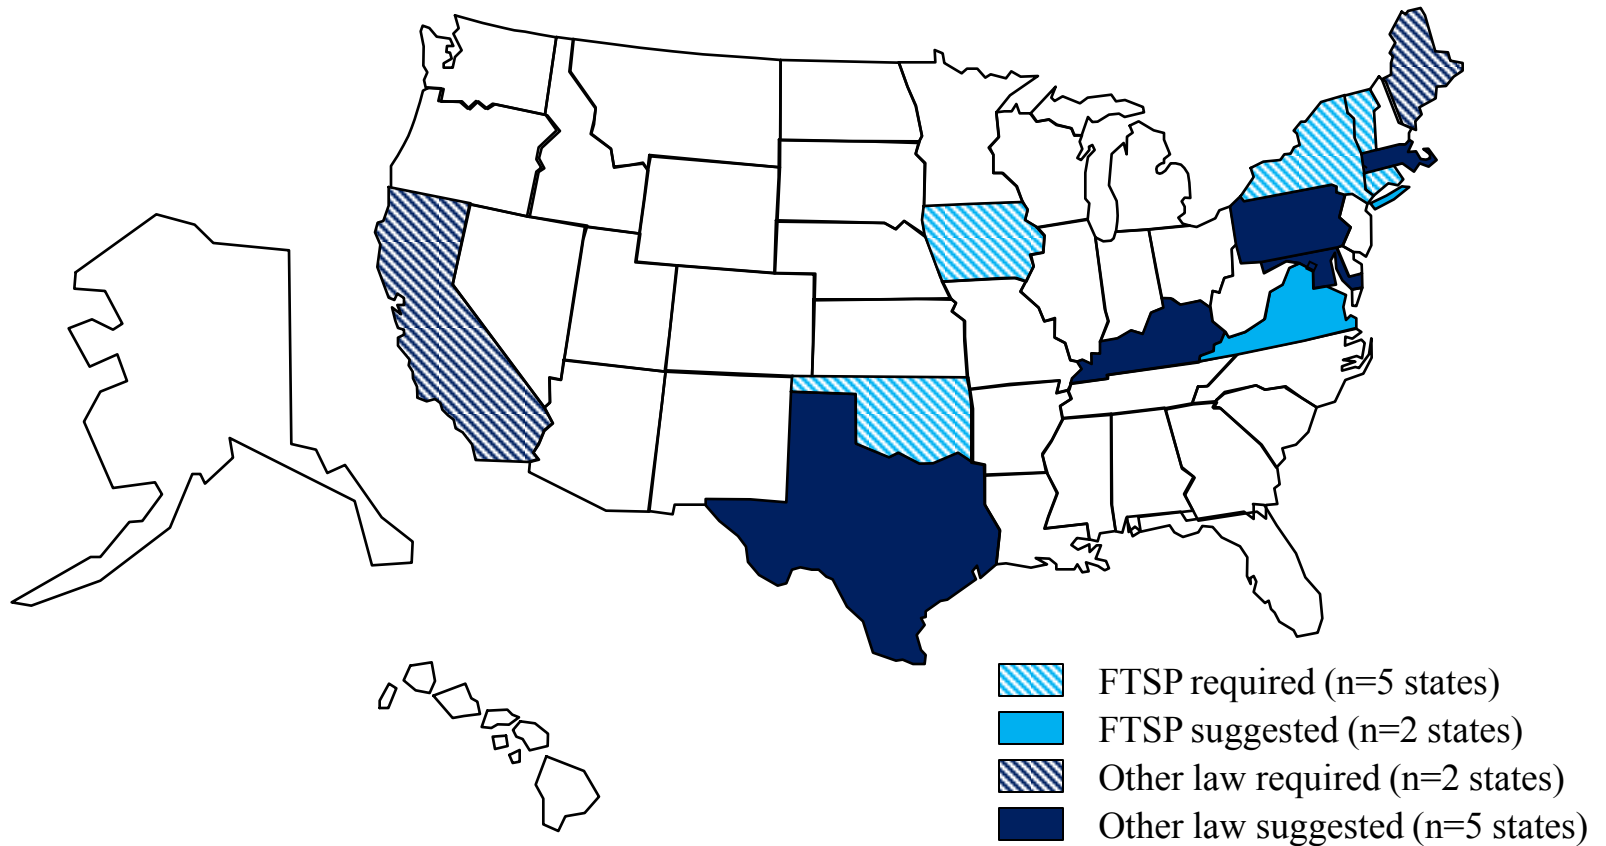 FTSP required (n=5 states)
FTSP suggested (n=2 states)
Other law required (n=2 states)
Other law suggested (n=5 states)